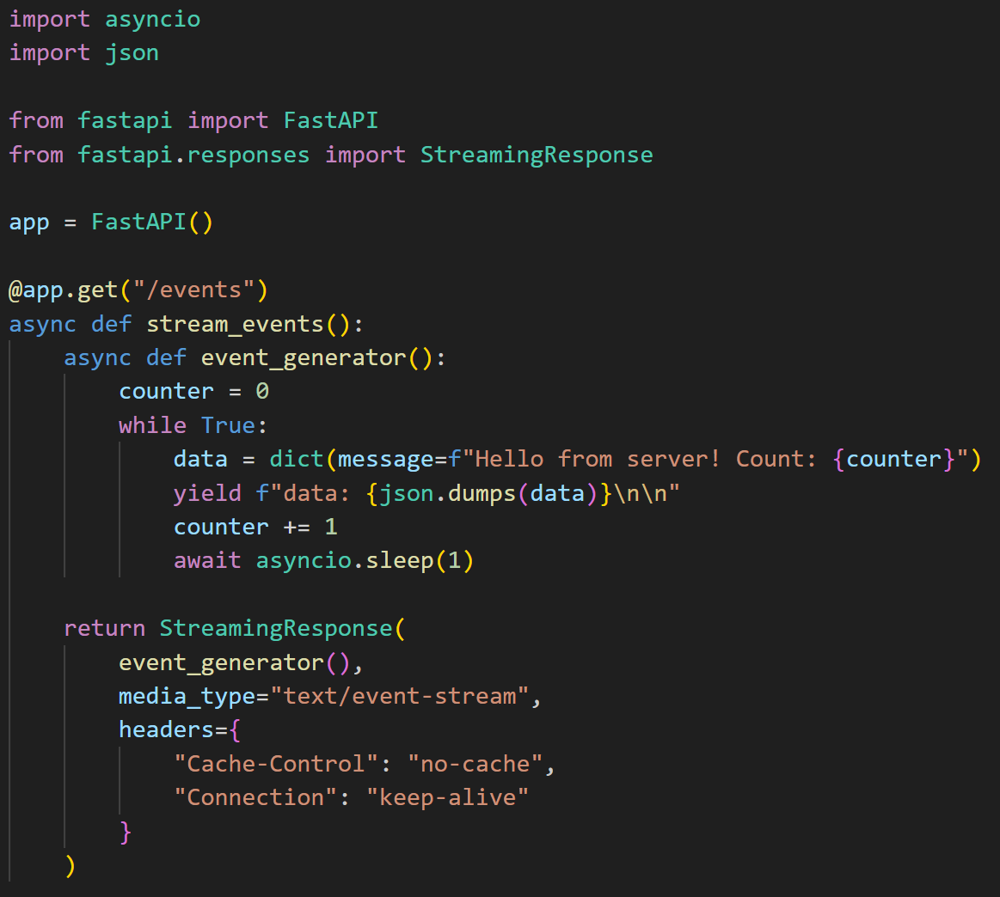 import asyncio
import json

from fastapi import FastAPI
from fastapi.responses import StreamingResponse

app = FastAPI()

@app.get("/events")
async def stream_events():
    async def event_generator():
        counter = 0
        while True:
            data = dict(message=f"Hello from server! Count: {counter}")
            yield f"data: {json.dumps(data)}\n\n"
            counter += 1
            await asyncio.sleep(1)

    return StreamingResponse(
        event_generator(),
        media_type="text/event-stream",
        headers={
            "Cache-Control": "no-cache",
            "Connection": "keep-alive"
        }
    )